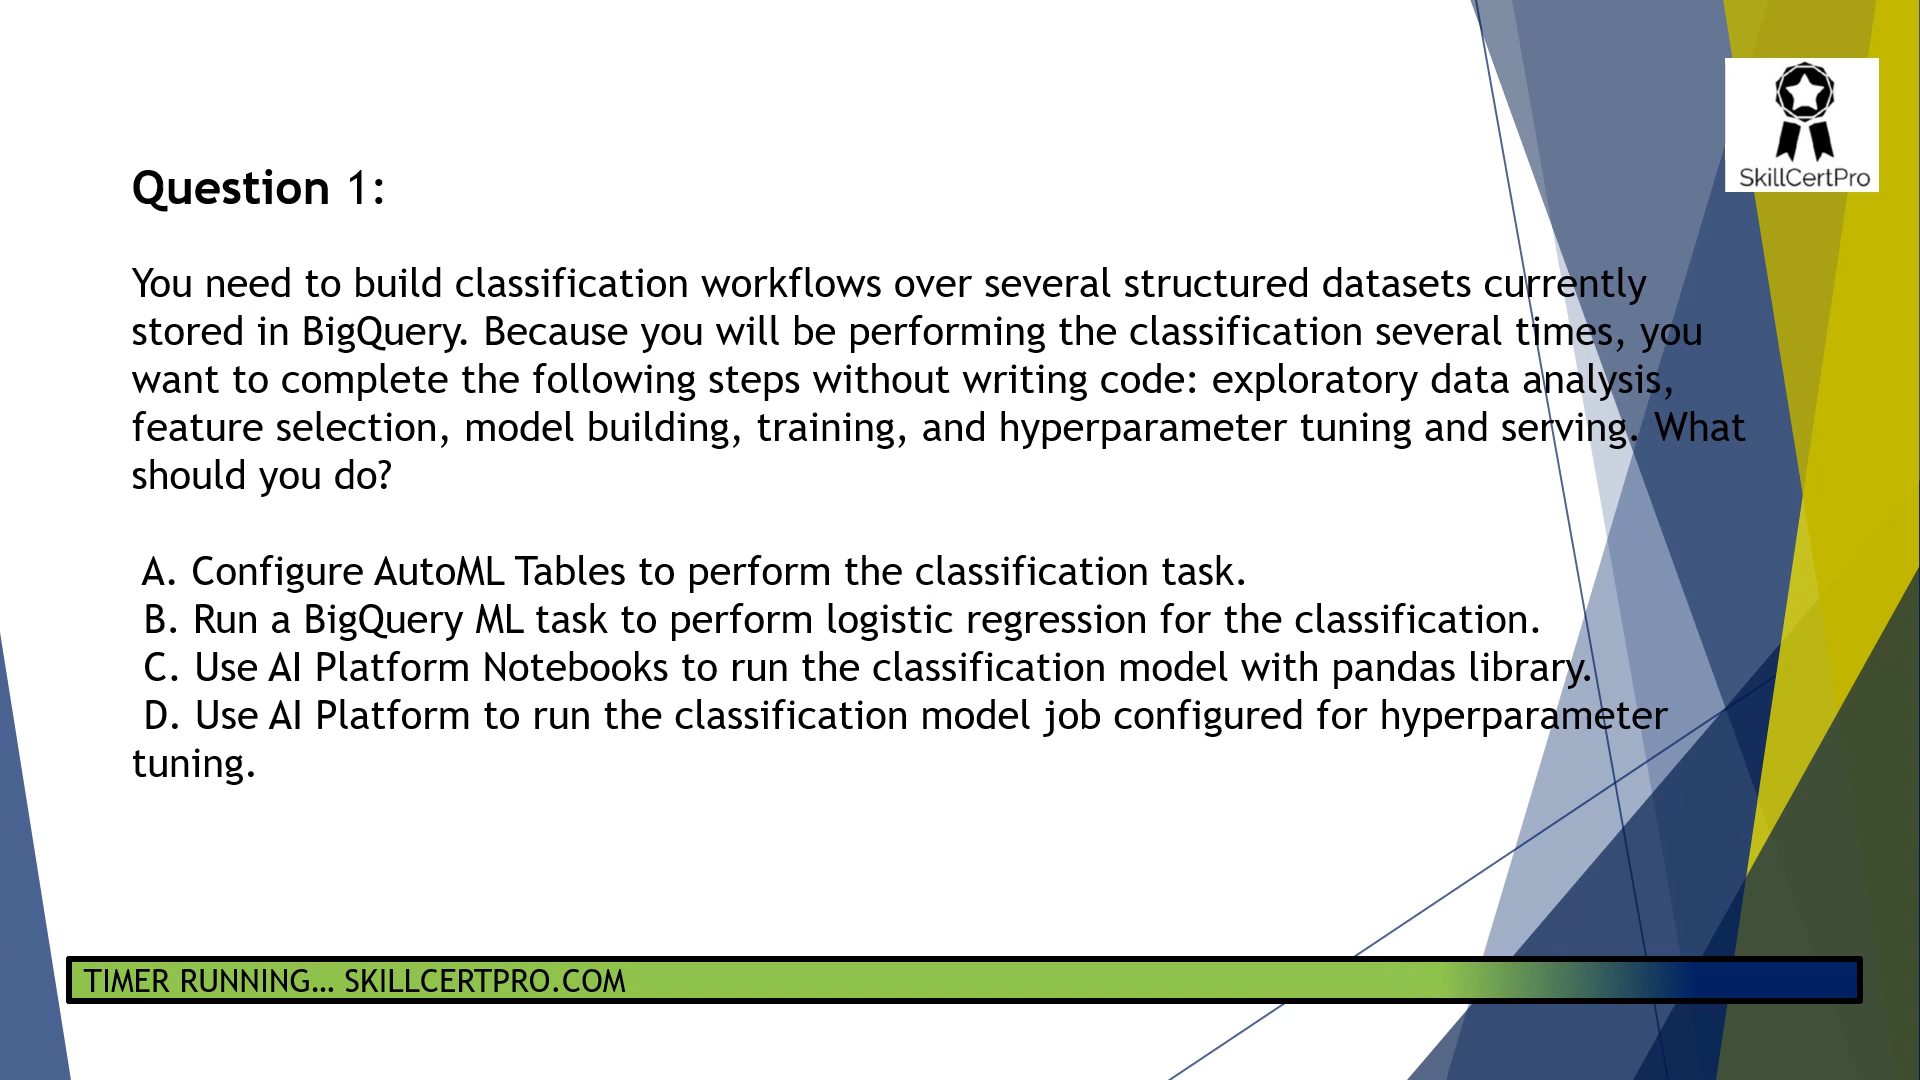 SkillCertPro
Question 1:
You need to build classification workflows over several structured datasets currently
stored in BigQuery. Because you will be performing the classification several times, you
want to complete the following steps without writing code: exploratory data analysis,
feature selection, model building, training, and hyperparameter tuning and serving. What
should you do?
A. Configure AutoML Tables to perform the classification task.
B. Run a BigQuery ML task to perform logistic regression for the classification.
C. Use AI Platform Notebooks to run the classification model with pandas library.
D. Use AI Platform to run the classification model job configured for hyperparameter
tuning.
TIMER RUNNING… SKILLCERTPRO.COM